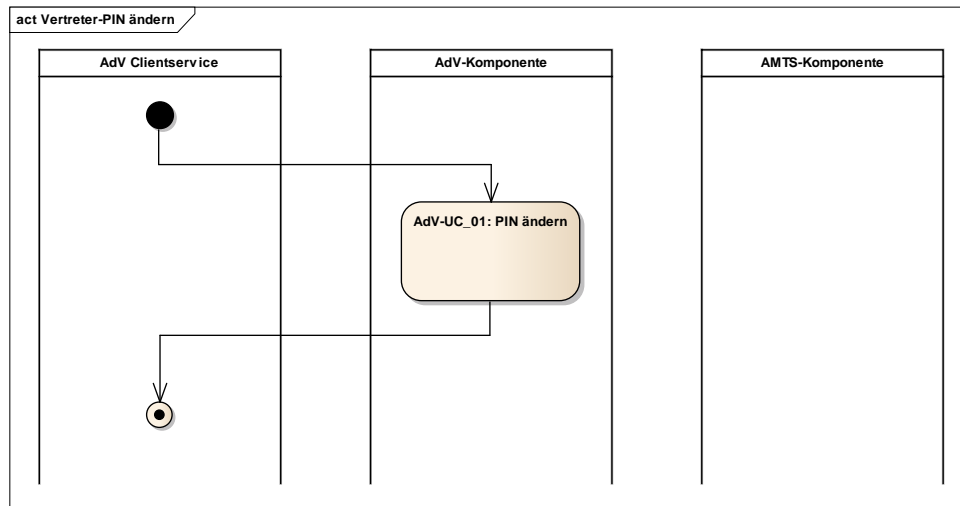 act Vertreter-PIN ändern
AdV Clientservice
AdV-Komponente
AMTS-Komponente
AdV-UC_01: PIN ändern